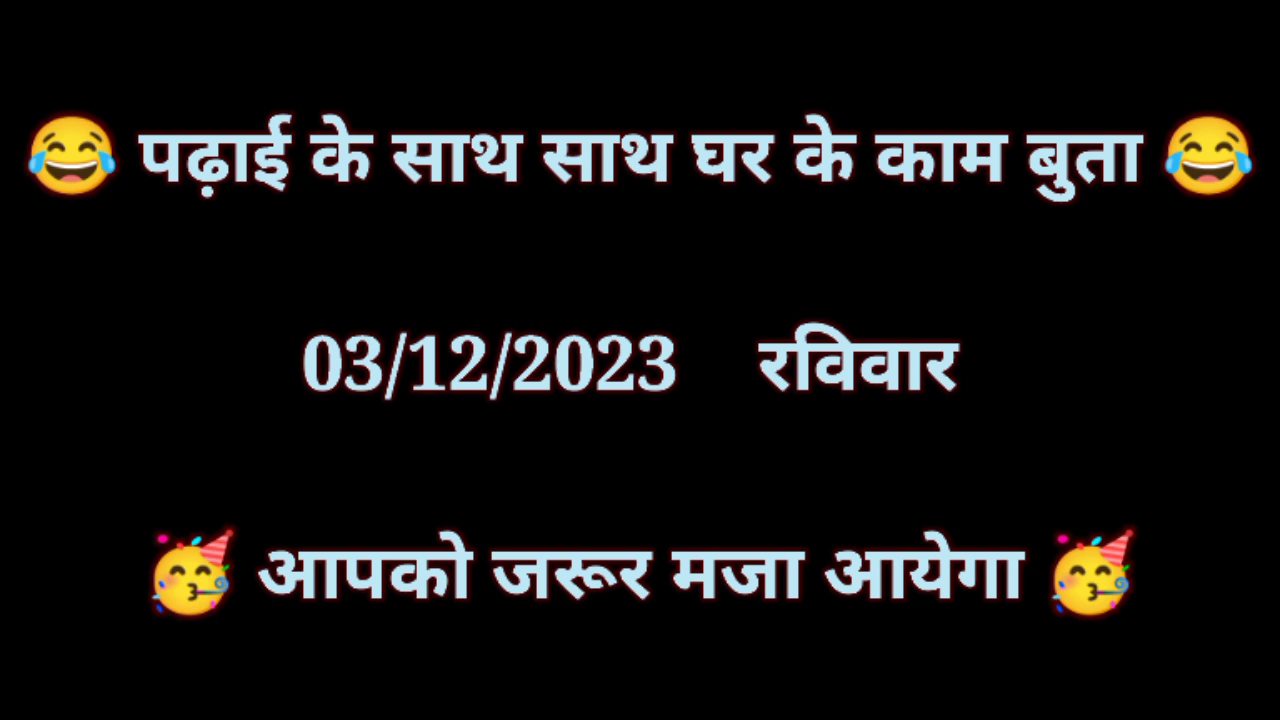 😂 पढ़ाई के साथ साथ घर के काम बुता 😂
03/12/2023 रविवार
🥳 आपको जरूर मजा आयेगा 🥳